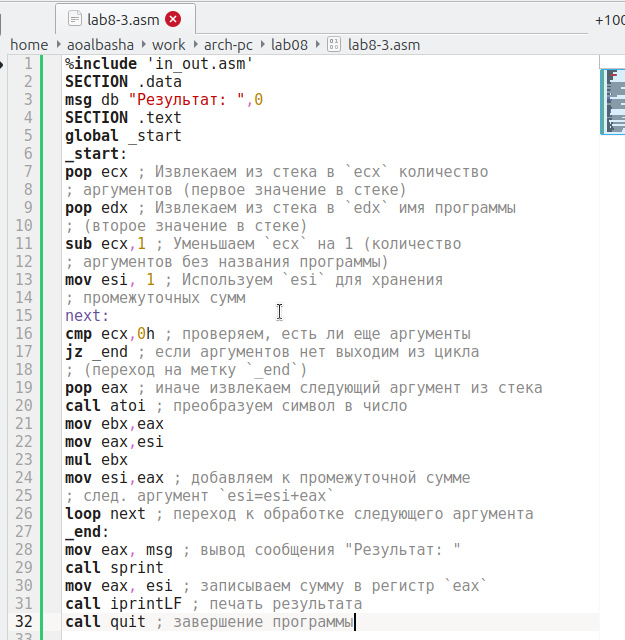 lab8-3.asm
+100
home aoalbasha work arch-pc lab08 lab8-3.asm
1 %include 'in_out.asm'
2 SECTION .data
3 msg db "Результат: ",0
4 SECTION .text
5 global _start
6 _start:
7 pop ecx ; Извлекаем из стека в `ecx` количество
8 ; аргументов (первое значение в стеке)
9 pop edx ; Извлекаем из стека в `edx` имя программы
10 ; (второе значение в стеке)
11 sub ecx,1 ; Уменьшаем `ecx` на 1 (количество
12 ; аргументов без названия программы)
13 mov esi, 1 ; Используем `esi` для хранения
14 ; промежуточных сумм
15 next:
16 cmp ecx,0h ; проверяем, есть ли еще аргументы
17 jz _end ; если аргументов нет выходим из цикла
18 ; (переход на метку `_end`)
19 pop eax ; иначе извлекаем следующий аргумент из стека
20 call atoi ; преобразуем символ в число
21 mov ebx,eax
22 mov eax,esi
23 mul ebx
24 mov esi,eax ; добавляем к промежуточной сумме
25 ; след. аргумент `esi=esi+eax`
26 loop next ; переход к обработке следующего аргумента
27 _end:
28 mov eax, msg ; вывод сообщения "Результат: "
29 call sprint
30 mov eax, esi ; записываем сумму в регистр `eax`
31 call iprintLF ; печать результата
32 call quit ; завершение программы
33